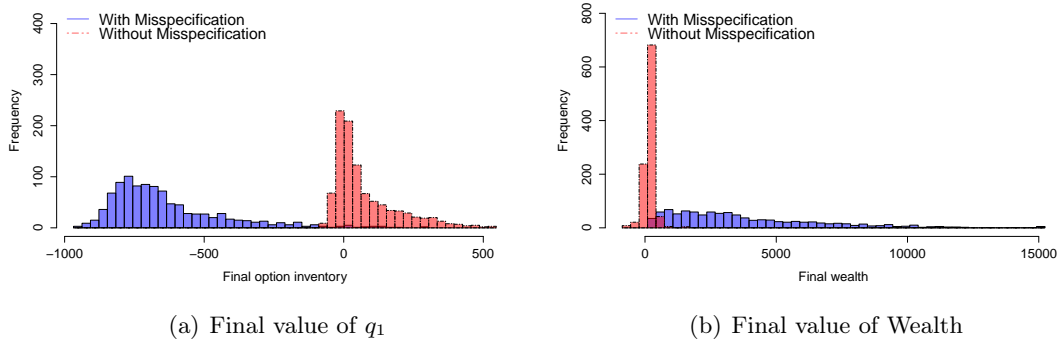 With Misspecification
Without Misspecification
Frequency
0 100 200 300 400
−1000 −500 0 500
Final option inventory
(a) Final value of q1
With Misspecification
Without Misspecification
Frequency
0 200 400 600 800
0 5000 10000 15000
Final wealth
(b) Final value of Wealth